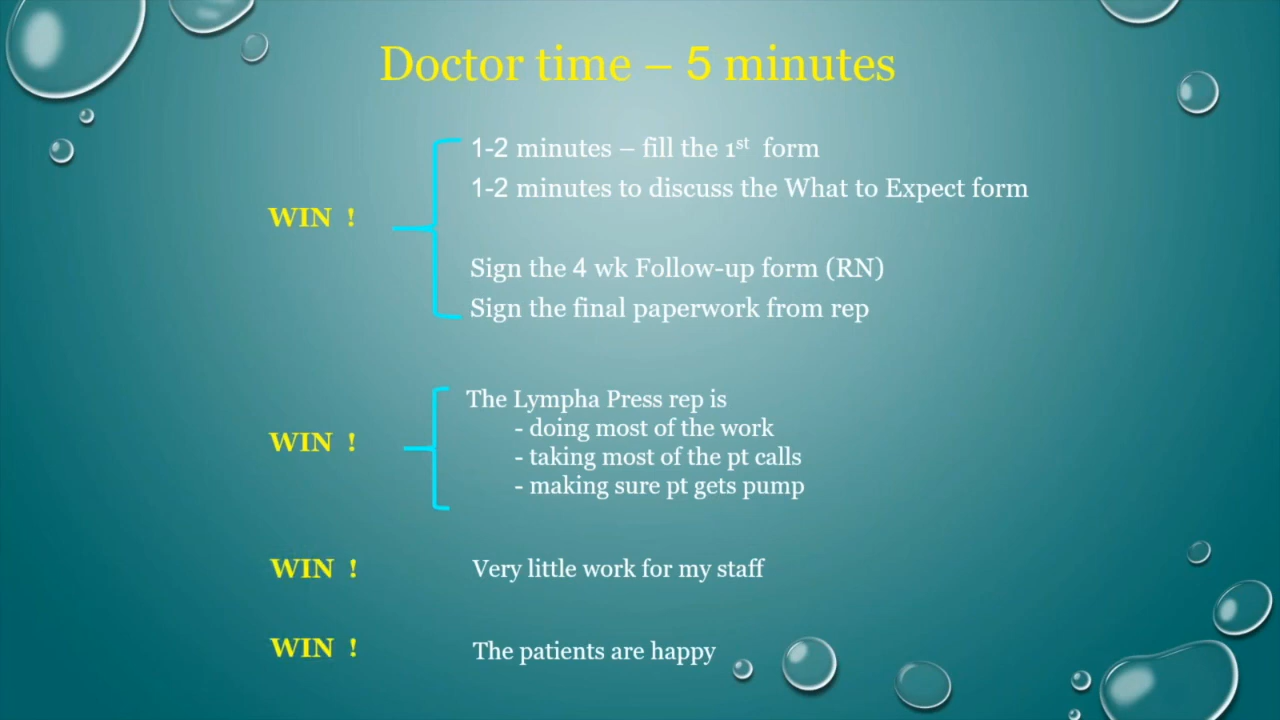 Doctor time – 5 minutes
1-2 minutes – fill the 1st form
1-2 minutes to discuss the What to Expect form
WIN !
Sign the 4 wk Follow-up form (RN)
Sign the final paperwork from rep
The Lympha Press rep is
- doing most of the work
WIN !
- taking most of the pt calls
- making sure pt gets pump
WIN ! Very little work for my staff
WIN ! The patients are happy